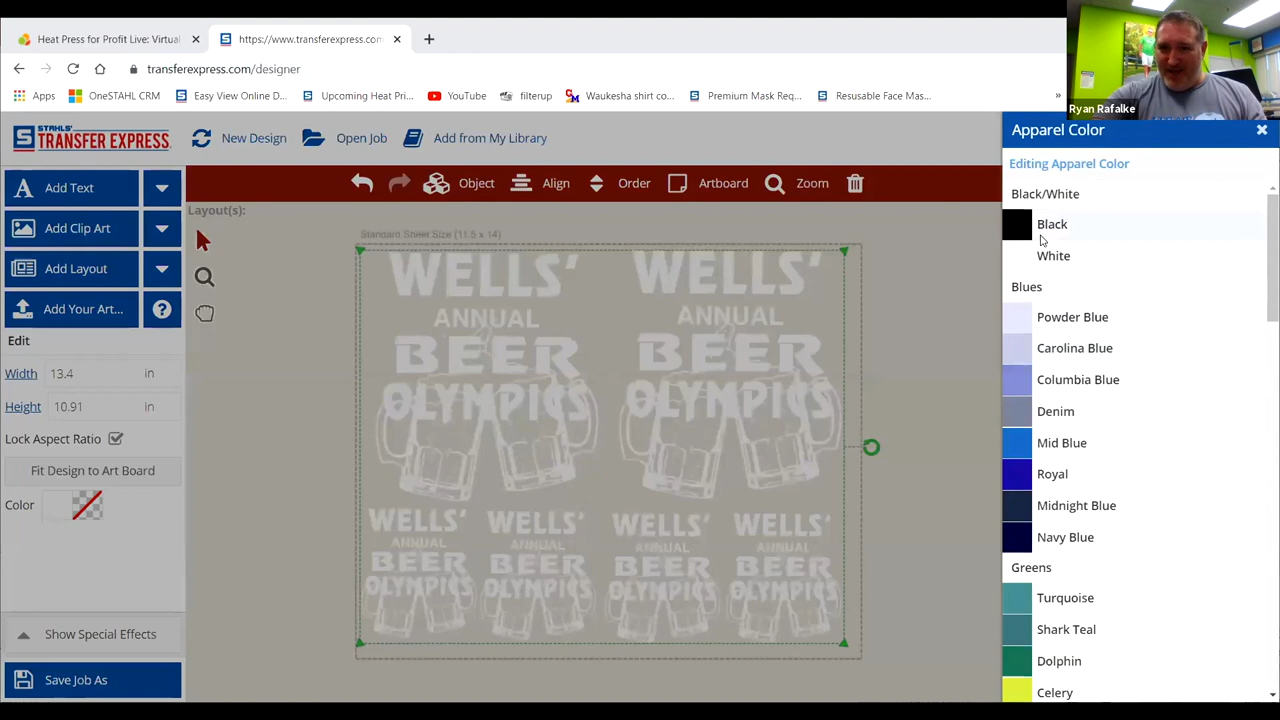 Heat Press for Profit Live: Virtual
https://www.transferexpress.com
transferexpress.com/designer
Apps
OneSTAHL CRM
Easy View Online D...
Upcoming Heat Pri...
YouTube
filterup
Waukesha shirt co...
Premium Mask Req...
Resusable Face Mas...
»
Ryan Rafalke
STAHLS'
TRANSFER EXPRESS
New Design
Open Job
Add from My Library
Add Text
Add Clip Art
Add Layout
Add Your Art...
Edit
Width 13.4 in
Height 10.91 in
Lock Aspect Ratio
Fit Design to Art Board
Color
Show Special Effects
Save Job As
Object
Align
Order
Artboard
Zoom
Layout(s):
Standard Sheet Size (11.5 x 14)
WELLS' WELLS'
ANNUAL ANNUAL
BEER BEER
OLYMPICS OLYMPICS
WELLS' WELLS' WELLS' WELLS'
ANNUAL ANNUAL ANNUAL ANNUAL
BEER BEER BEER BEER
OLYMPICS OLYMPICS OLYMPICS OLYMPICS
Apparel Color
Editing Apparel Color
Black/White
Black
White
Blues
Powder Blue
Carolina Blue
Columbia Blue
Denim
Mid Blue
Royal
Midnight Blue
Navy Blue
Greens
Turquoise
Shark Teal
Dolphin
Celery